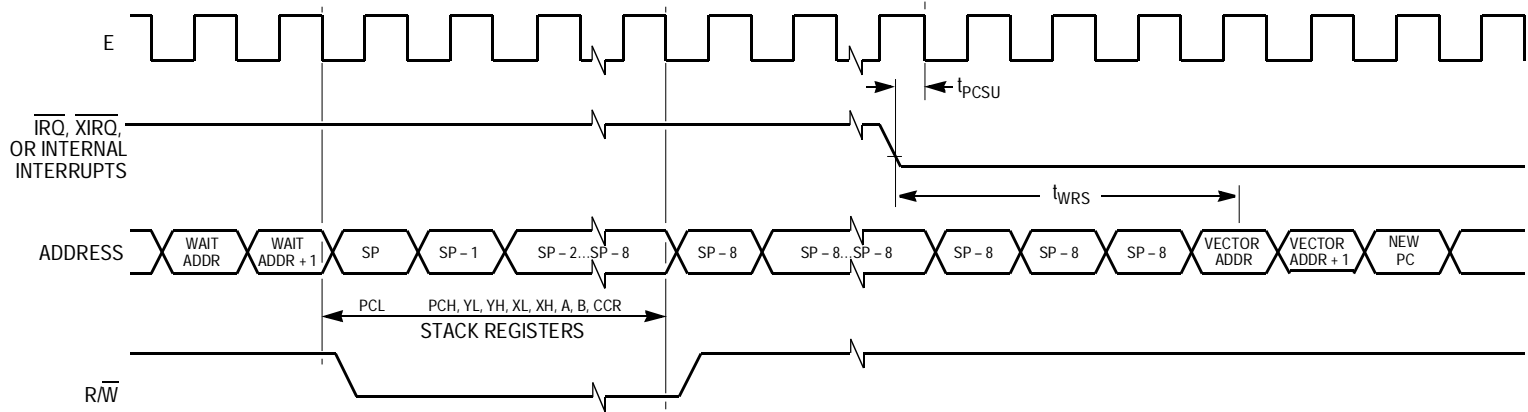 E
t_PCSU
IRQ, XIRQ,
OR INTERNAL
INTERRUPTS
t_WRS
ADDRESS
WAIT
ADDR
WAIT
ADDR + 1
SP
SP – 1
SP – 2...SP – 8
SP – 8
SP – 8...SP – 8
SP – 8
SP – 8
SP – 8
VECTOR
ADDR
VECTOR
ADDR + 1
NEW
PC
PCL
PCH, YL, YH, XL, XH, A, B, CCR
STACK REGISTERS
R/W